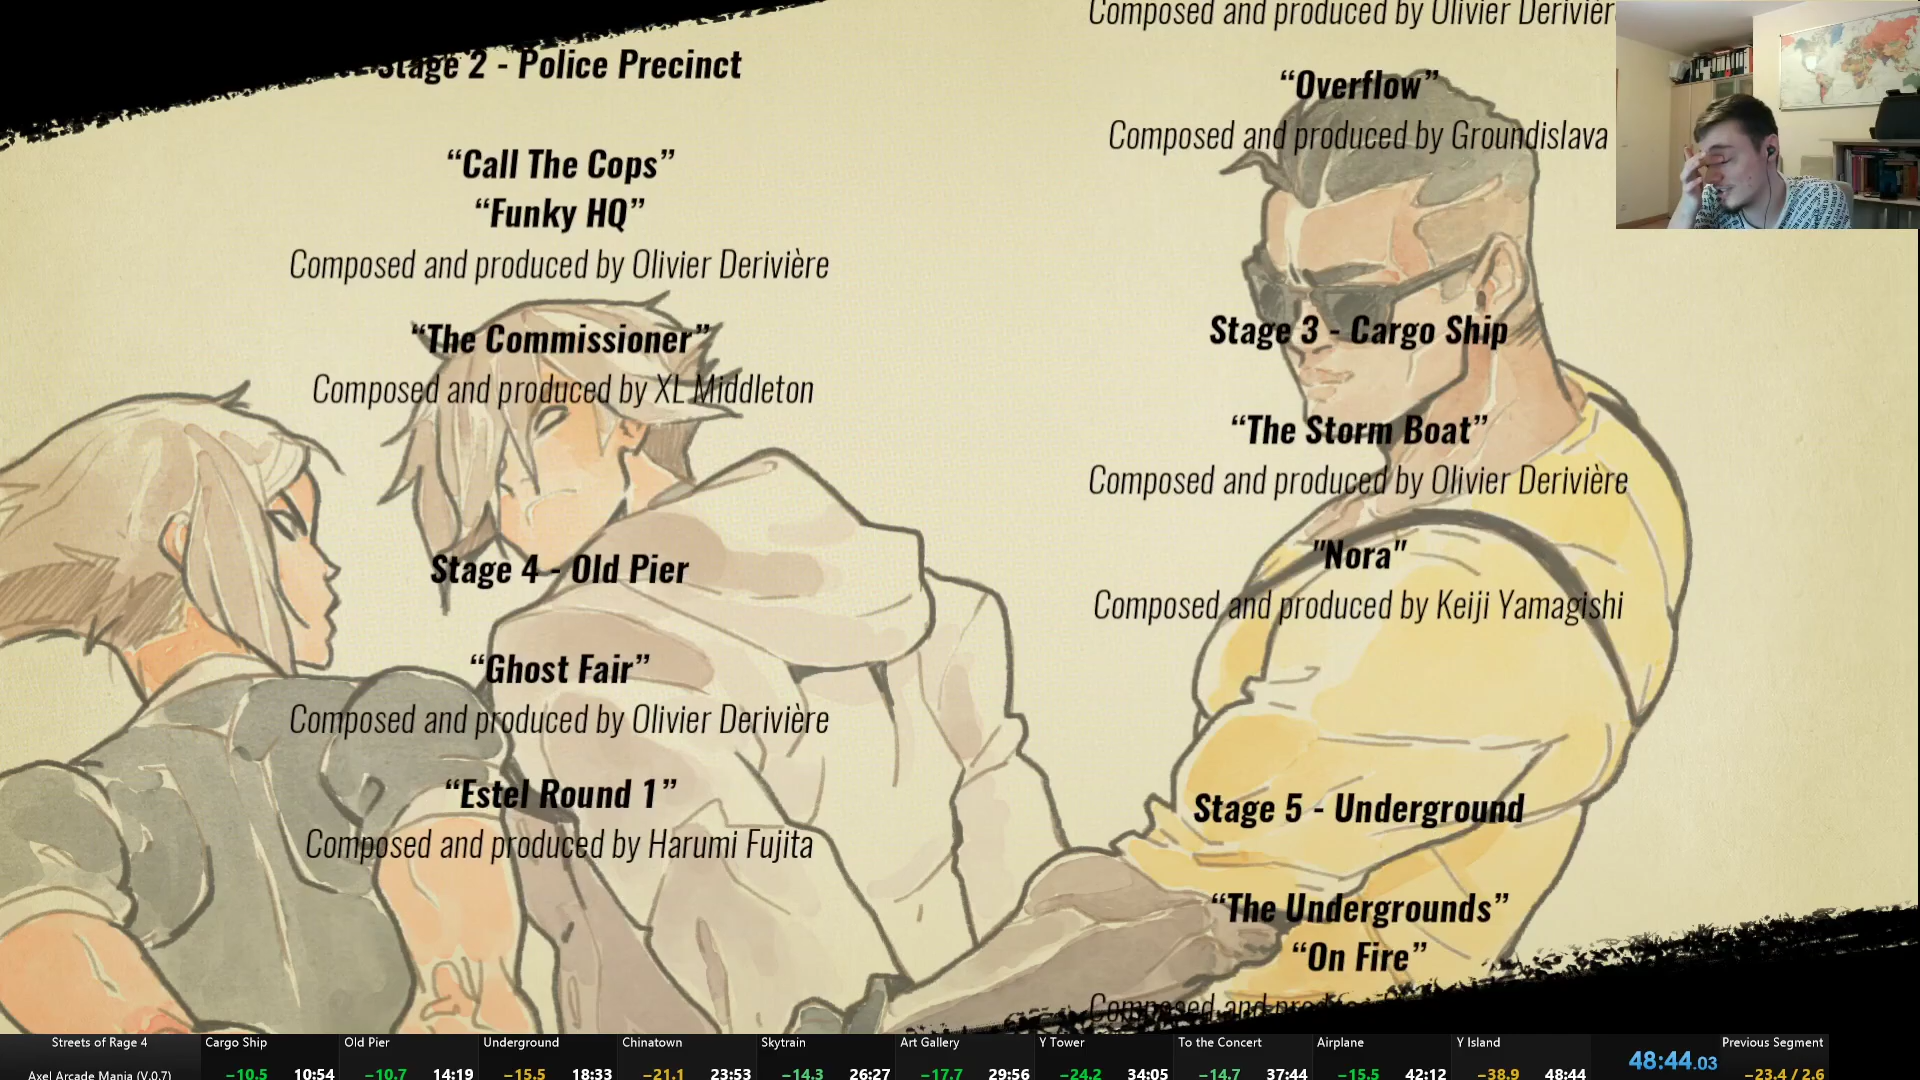 Stage 2 - Police Precinct
“Call The Cops”
“Funky HQ”
Composed and produced by Olivier Derivière
“The Commissioner”
Composed and produced by XL Middleton
Stage 4 - Old Pier
“Ghost Fair”
Composed and produced by Olivier Derivière
“Estel Round 1”
Composed and produced by Harumi Fujita
Composed and produced by Olivier Derivièr
“Overflow”
Composed and produced by Groundislava
Stage 3 - Cargo Ship
“The Storm Boat”
Composed and produced by Olivier Derivière
"Nora"
Composed and produced by Keiji Yamagishi
Stage 5 - Underground
“The Undergrounds”
“On Fire”
Composed and
Streets of Rage 4
Axel Arcade Mania (V.0.7)
Cargo Ship
−10.5 10:54
Old Pier
−10.7 14:19
Underground
−15.5 18:33
Chinatown
−21.1 23:53
Skytrain
−14.3 26:27
Art Gallery
−17.7 29:56
Y Tower
−24.2 34:05
To the Concert
−14.7 37:44
Airplane
−15.5 42:12
Y Island
−38.9 48:44
48:44.03
Previous Segment
−23.4 / 2.6